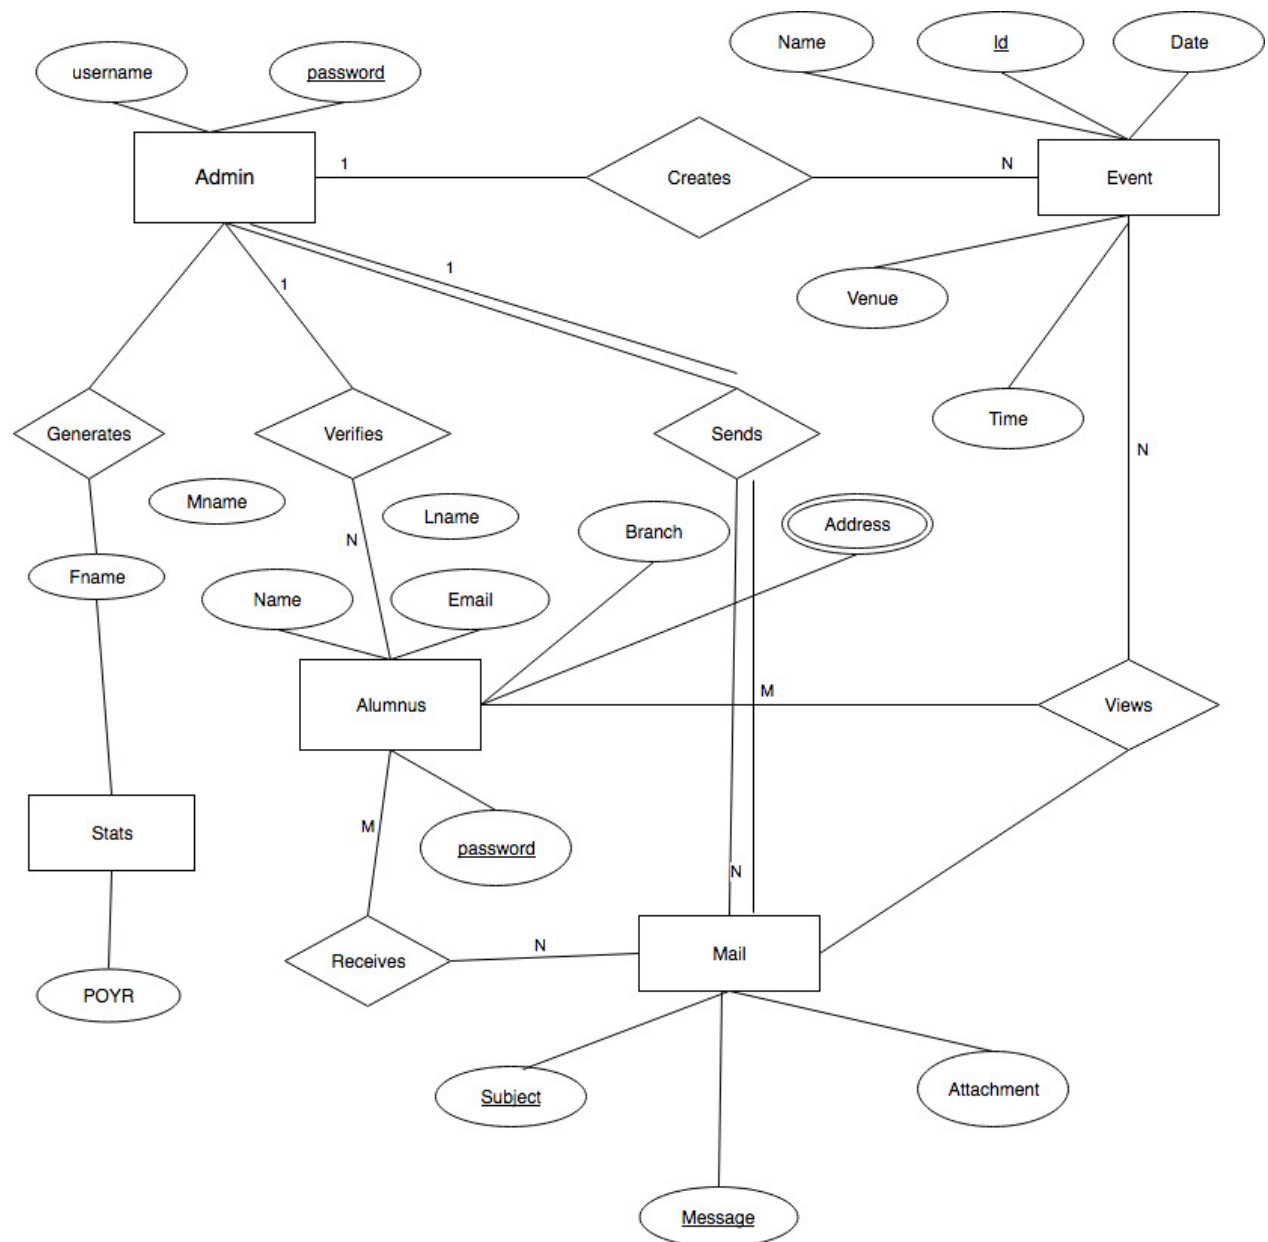 Name
Id
Date
username
password
Admin
1
Creates
N
Event
1
1
Venue
Generates
Verifies
Sends
Time
N
Mname
Lname
Branch
Address
N
Fname
Name
Email
Alumnus
M
Views
Stats
M
password
N
Receives
N
Mail
POYR
Subject
Attachment
Message